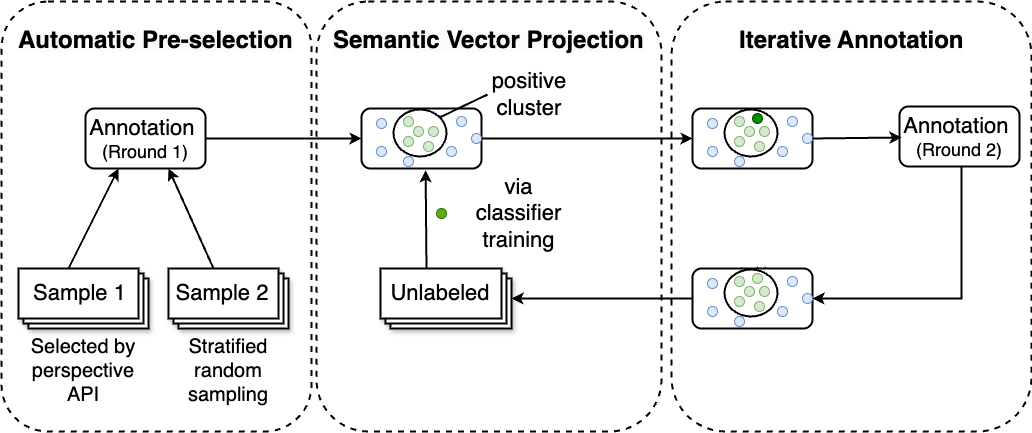 Automatic Pre-selection
Annotation
(Rround 1)
Sample 1
Sample 2
Selected by
perspective
API
Stratified
random
sampling
Semantic Vector Projection
positive
cluster
via
classifier
training
Unlabeled
Iterative Annotation
Annotation
(Rround 2)